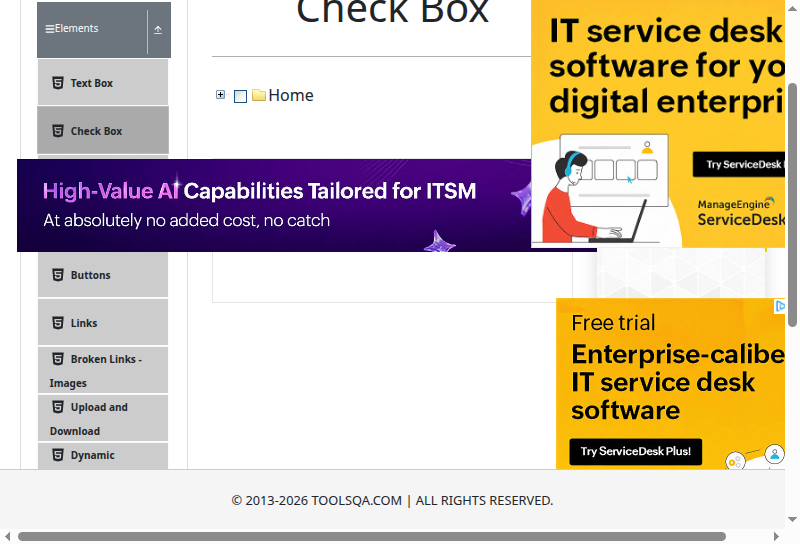 Check Box
Elements
Text Box
Check Box
Home
High-Value AI Capabilities Tailored for ITSM
At absolutely no added cost, no catch
IT service desk
software for yo
digital enterpri
Try ServiceDesk
ManageEngine
ServiceDesk
Buttons
Links
Broken Links -
Images
Upload and
Download
Dynamic
Free trial
Enterprise-calibe
IT service desk
software
Try ServiceDesk Plus!
© 2013-2026 TOOLSQA.COM | ALL RIGHTS RESERVED.